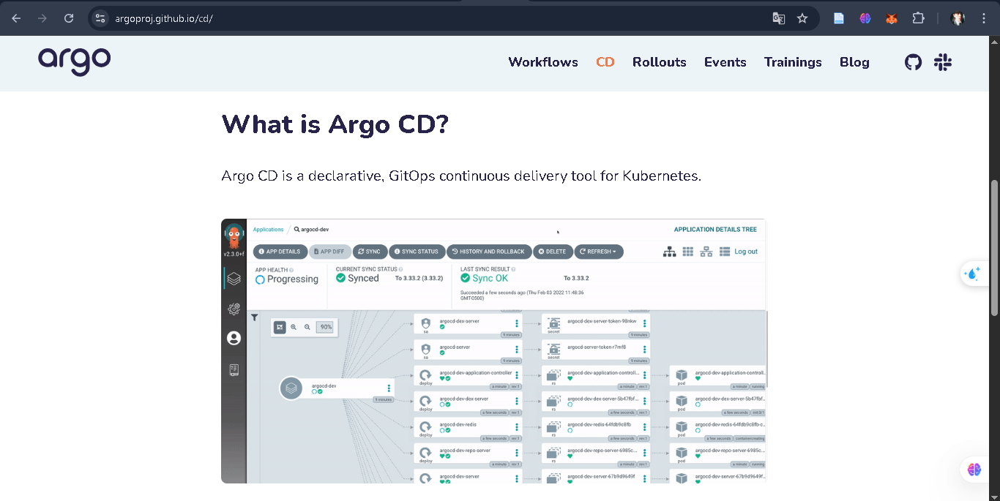 argoproj.github.io/cd/
argo
Workflows CD Rollouts Events Trainings Blog
What is Argo CD?
Argo CD is a declarative, GitOps continuous delivery tool for Kubernetes.
v2.3.0+f
Applications / argocd-dev
APPLICATION DETAILS TREE
APP DETAILS APP DIFF SYNC SYNC STATUS HISTORY AND ROLLBACK DELETE REFRESH
Log out
APP HEALTH
Progressing
CURRENT SYNC STATUS
Synced To 3.33.2 (3.33.2)
LAST SYNC RESULT
Sync OK To 3.33.2
Succeeded a few seconds ago (Thu Feb 03 2022 11:48:36
GMT-0500)
90%
argocd-dev
9 minutes
argocd-dex-server
sa
9 minutes
argocd-dex-server-token-98nkw
secret
9 minutes
argocd-server
sa
9 minutes
argocd-server-token-r7mf8
secret
9 minutes
argocd-dev-application-controller
deploy
a minute rev:1
argocd-dev-application-controll...
rs
a minute rev:1
argocd-dev-application-controll...
pod
a minute running
argocd-dev-dex-server
deploy
a few seconds rev:1
argocd-dev-dex-server-5b47fbf...
rs
a few seconds rev:1
argocd-dev-dex-server-5b47fbf...
pod
a few seconds init:0/1
argocd-dev-redis
deploy
a few seconds rev:1
argocd-dev-redis-64fdb9c8fb
rs
a few seconds rev:1
argocd-dev-redis-64fdb9c8fb-c...
pod
a few seconds containercreating
argocd-dev-repo-server
deploy
a minute rev:1
argocd-dev-repo-server-6985c...
rs
a minute rev:1
argocd-dev-repo-server-6985c...
pod
a minute running
argocd-dev-server
argocd-dev-server-67b9d9649f
argocd-dev-server-67b9d9649f...